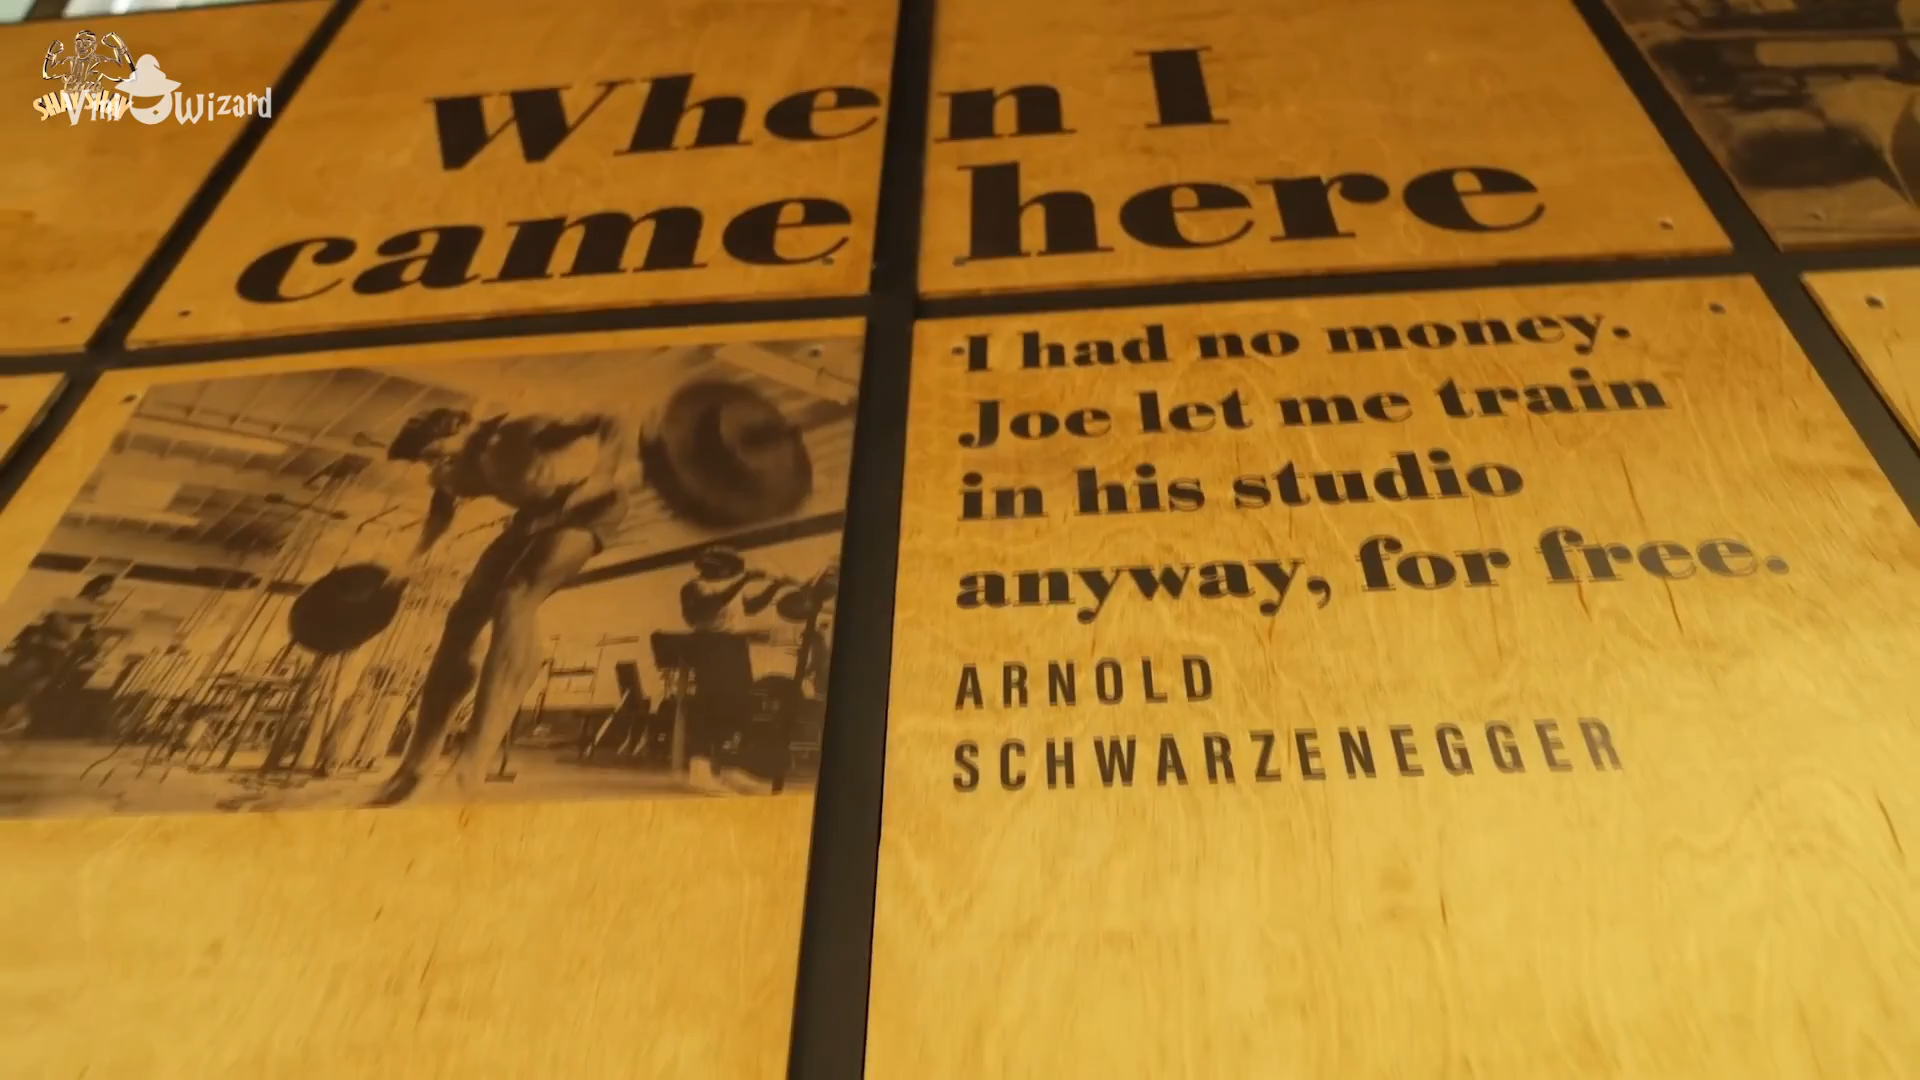 Wizard
When I
came here
I had no money.
Joe let me train
in his studio
anyway, for free.
ARNOLD
SCHWARZENEGGER